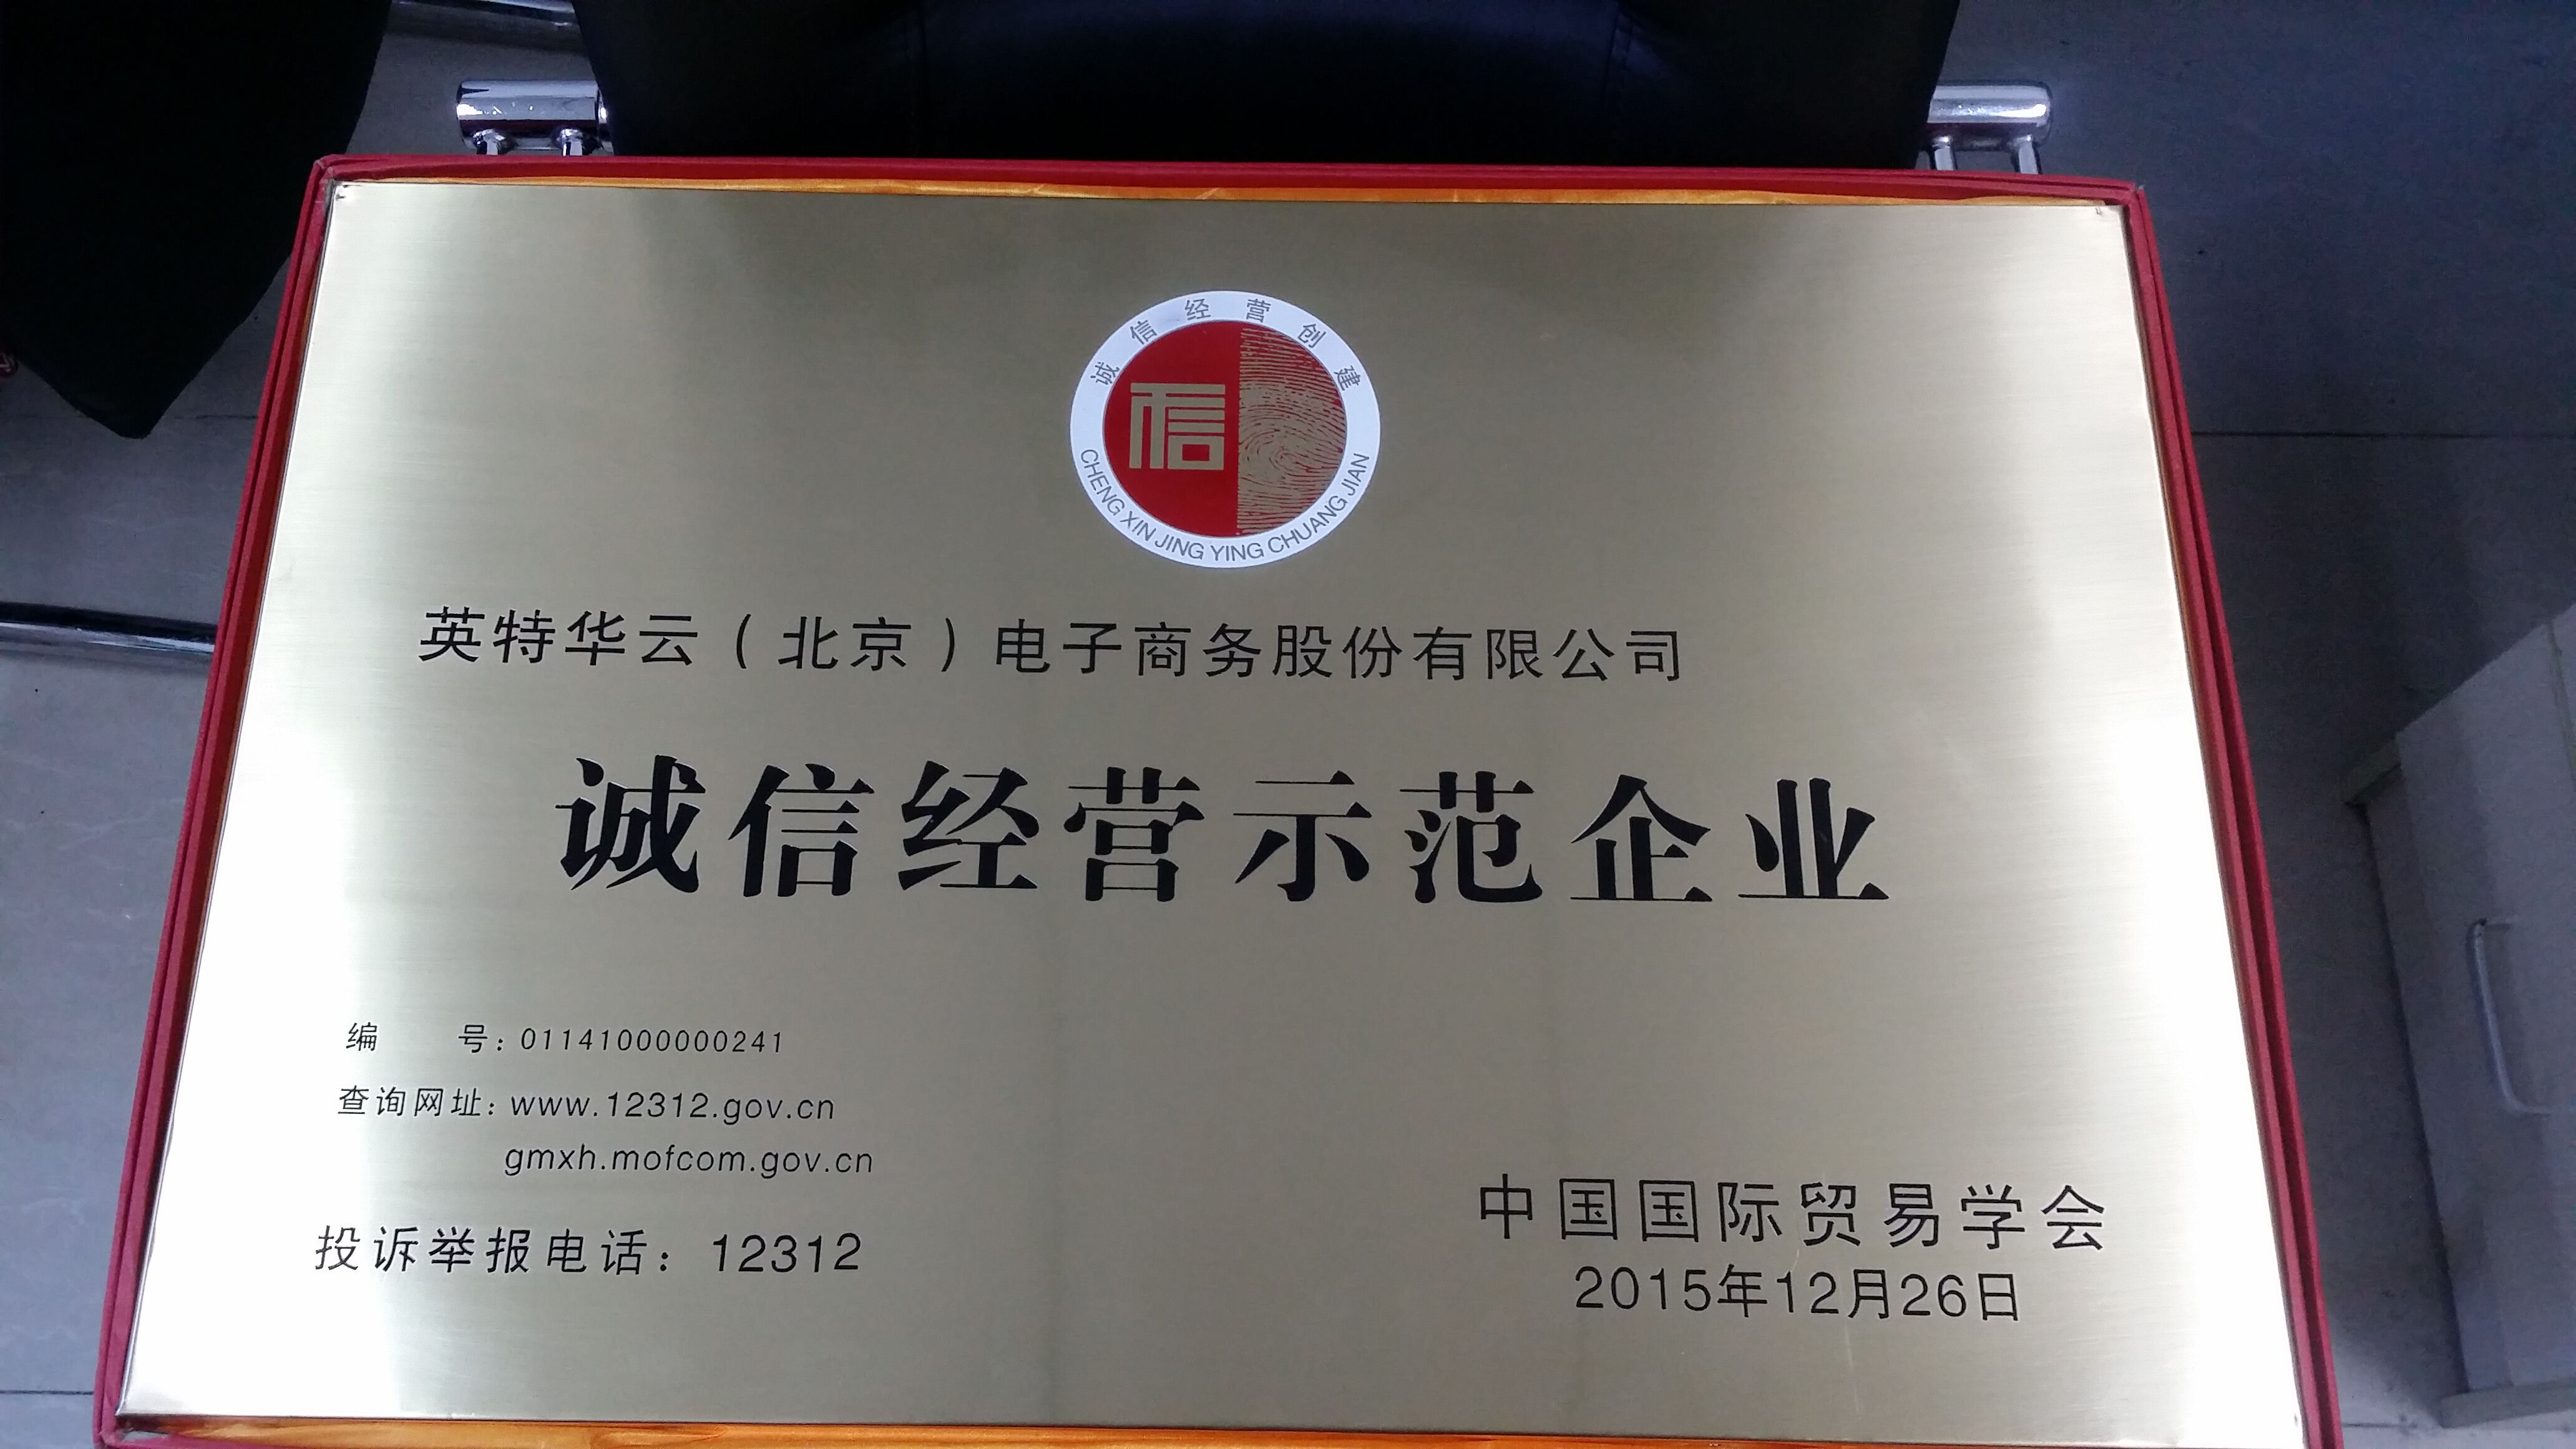 诚信经营创建
信
CHENG XIN JING YING CHUANG JIAN
英特华云（北京）电子商务股份有限公司
诚信经营示范企业
编 号：01141000000241
查询网址：www.12312.gov.cn
gmxh.mofcom.gov.cn
投诉举报电话：12312
中国国际贸易学会
2015年12月26日